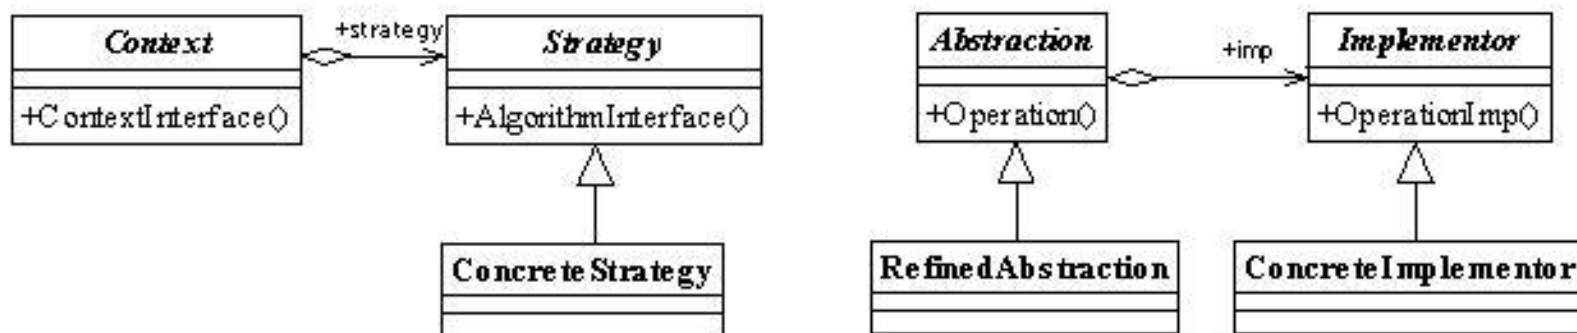 Context
+strategy
Strategy
+ContextInterface()
+AlgorithmInterface()
ConcreteStrategy
Abstraction
+imp
Implementor
+Operation()
+OperationImp()
RefinedAbstraction
ConcreteImplementor